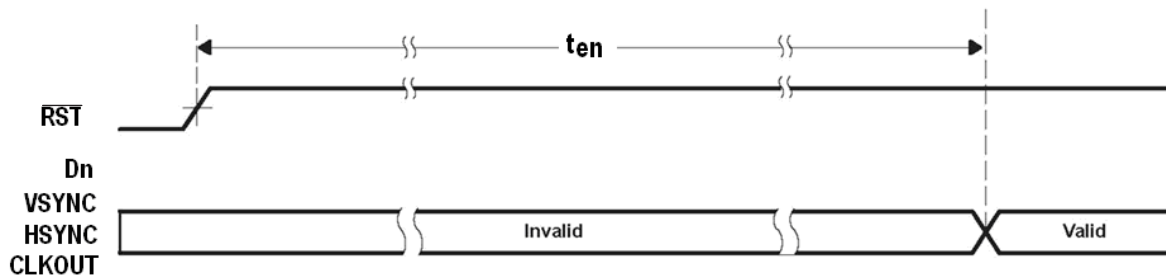 ten
RST
Dn
VSYNC
HSYNC
CLKOUT
Invalid
Valid